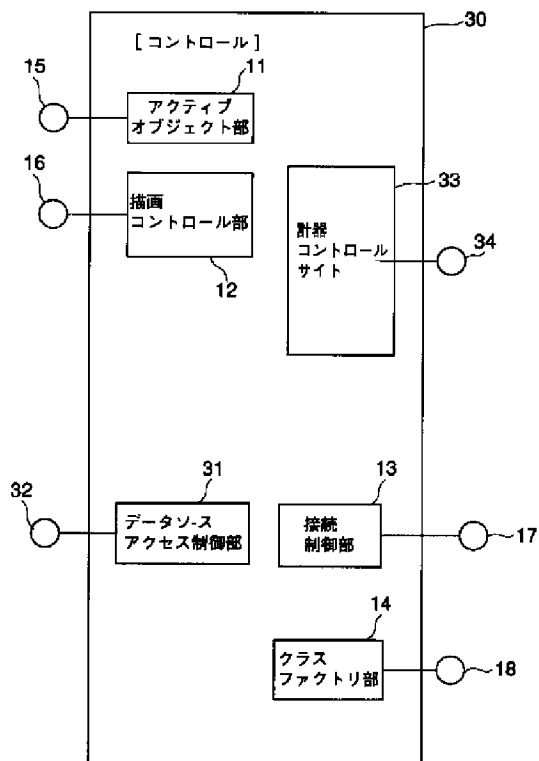 30
[コントロール]
15
11
アクティブ
オブジェクト部
16
描画
コントロール部
12
33
計器
コントロール
サイト
34
31
32
データソース
アクセス制御部
13
接続
制御部
17
14
クラス
ファクトリ部
18